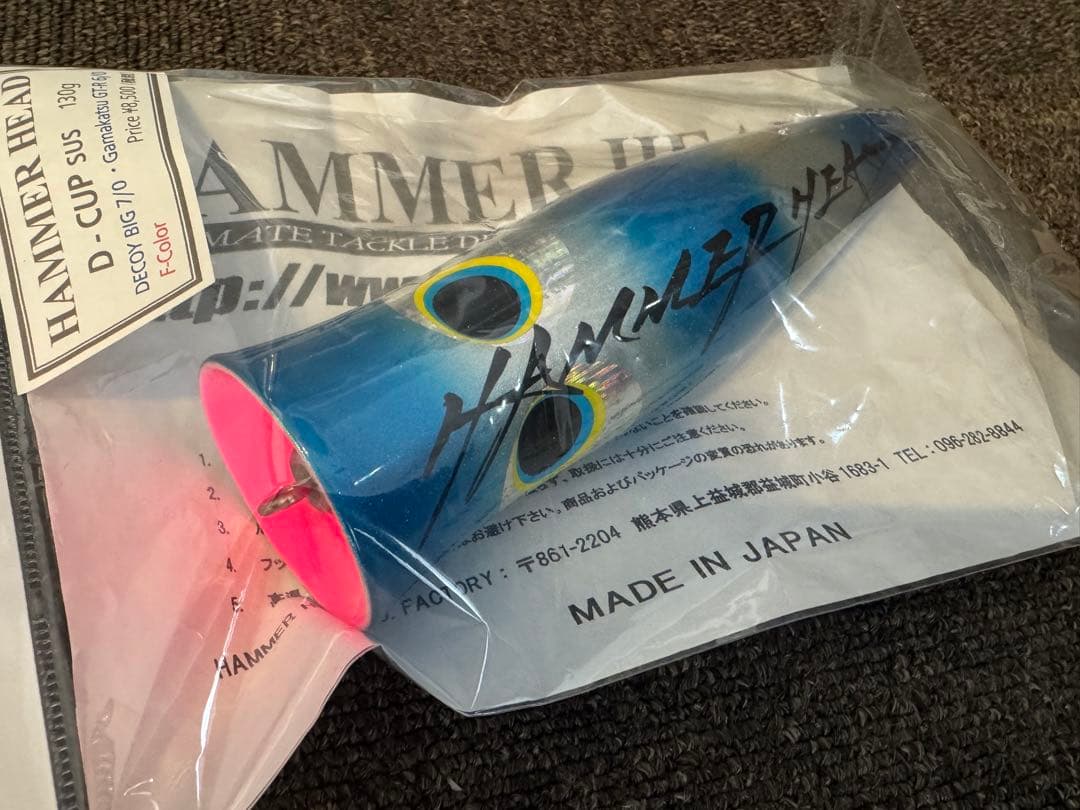 HAMMER HEAD
D - CUP SUS 130g
DECOY BIG 7/0 ・ Gamakatsu GT-R 6/0
Price ¥8,500
F-Color
AMMER
MATE TACKLE
tp://ww
HAMMER HEA
1.
2.
3.
4. フッ
5.
いことを確認してください。
取扱には十分にご注意ください。
お避け下さい。商品およびパッケージの変質の恐れがあります。
FACTORY : 〒861-2204 熊本県上益城郡益城町小谷 1683-1 TEL : 096-282-8844
HAMMER
MADE IN JAPAN